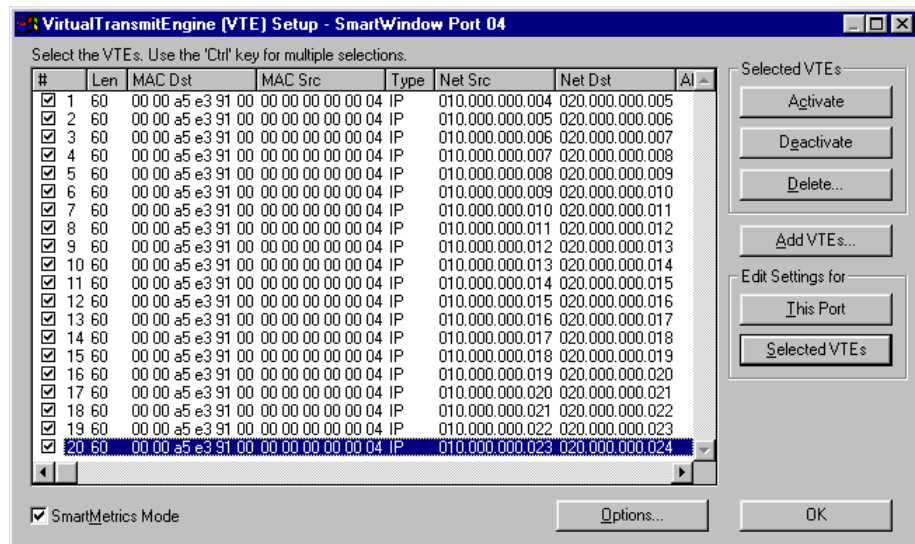 VirtualTransmitEngine (VTE) Setup - SmartWindow Port 04
Select the VTEs. Use the 'Ctrl' key for multiple selections.
# Len MAC Dst MAC Src Type Net Src Net Dst
1 60 00 00 a5 e3 91 00 00 00 00 00 00 04 IP 010.000.000.004 020.000.000.005
2 60 00 00 a5 e3 91 00 00 00 00 00 00 04 IP 010.000.000.005 020.000.000.006
3 60 00 00 a5 e3 91 00 00 00 00 00 00 04 IP 010.000.000.006 020.000.000.007
4 60 00 00 a5 e3 91 00 00 00 00 00 00 04 IP 010.000.000.007 020.000.000.008
5 60 00 00 a5 e3 91 00 00 00 00 00 00 04 IP 010.000.000.008 020.000.000.009
6 60 00 00 a5 e3 91 00 00 00 00 00 00 04 IP 010.000.000.009 020.000.000.010
7 60 00 00 a5 e3 91 00 00 00 00 00 00 04 IP 010.000.000.010 020.000.000.011
8 60 00 00 a5 e3 91 00 00 00 00 00 00 04 IP 010.000.000.011 020.000.000.012
9 60 00 00 a5 e3 91 00 00 00 00 00 00 04 IP 010.000.000.012 020.000.000.013
10 60 00 00 a5 e3 91 00 00 00 00 00 00 04 IP 010.000.000.013 020.000.000.014
11 60 00 00 a5 e3 91 00 00 00 00 00 00 04 IP 010.000.000.014 020.000.000.015
12 60 00 00 a5 e3 91 00 00 00 00 00 00 04 IP 010.000.000.015 020.000.000.016
13 60 00 00 a5 e3 91 00 00 00 00 00 00 04 IP 010.000.000.016 020.000.000.017
14 60 00 00 a5 e3 91 00 00 00 00 00 00 04 IP 010.000.000.017 020.000.000.018
15 60 00 00 a5 e3 91 00 00 00 00 00 00 04 IP 010.000.000.018 020.000.000.019
16 60 00 00 a5 e3 91 00 00 00 00 00 00 04 IP 010.000.000.019 020.000.000.020
17 60 00 00 a5 e3 91 00 00 00 00 00 00 04 IP 010.000.000.020 020.000.000.021
18 60 00 00 a5 e3 91 00 00 00 00 00 00 04 IP 010.000.000.021 020.000.000.022
19 60 00 00 a5 e3 91 00 00 00 00 00 00 04 IP 010.000.000.022 020.000.000.023
20 60 00 00 a5 e3 91 00 00 00 00 00 00 04 IP 010.000.000.023 020.000.000.024
Selected VTEs
Activate
Deactivate
Delete...
Add VTEs...
Edit Settings for
This Port
Selected VTEs
SmartMetrics Mode
Options...
OK